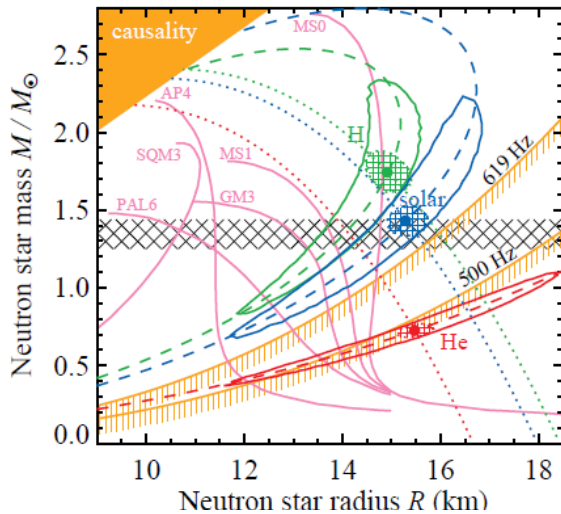 causality
MS0
2.5
AP4
2.0
H
SQM3
MS1
619 Hz
solar
PAL6
GM3
1.5
500 Hz
1.0
0.5
He
0.0
10 12 14 16 18
Neutron star radius R (km)
Neutron star mass M/M⊙